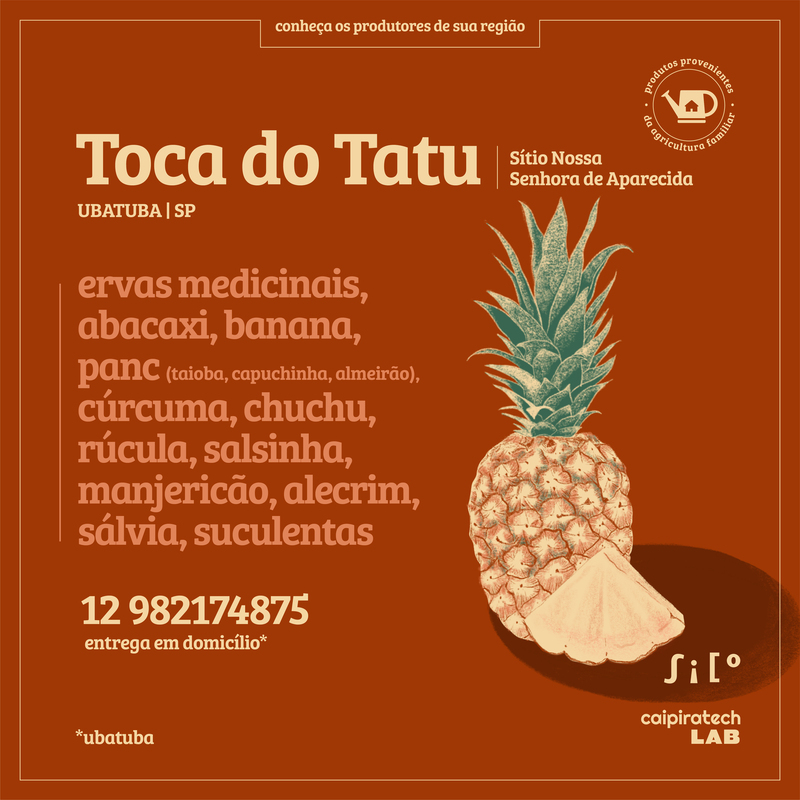 conheça os produtores de sua região
produtos provenientes
da agricultura familiar
Toca do Tatu
Sítio Nossa
Senhora de Aparecida
UBATUBA | SP
ervas medicinais,
abacaxi, banana,
panc (taioba, capuchinha, almeirão),
cúrcuma, chuchu,
rúcula, salsinha,
manjericão, alecrim,
sálvia, suculentas
12 982174875
entrega em domicílio*
*ubatuba
caipiratech
LAB